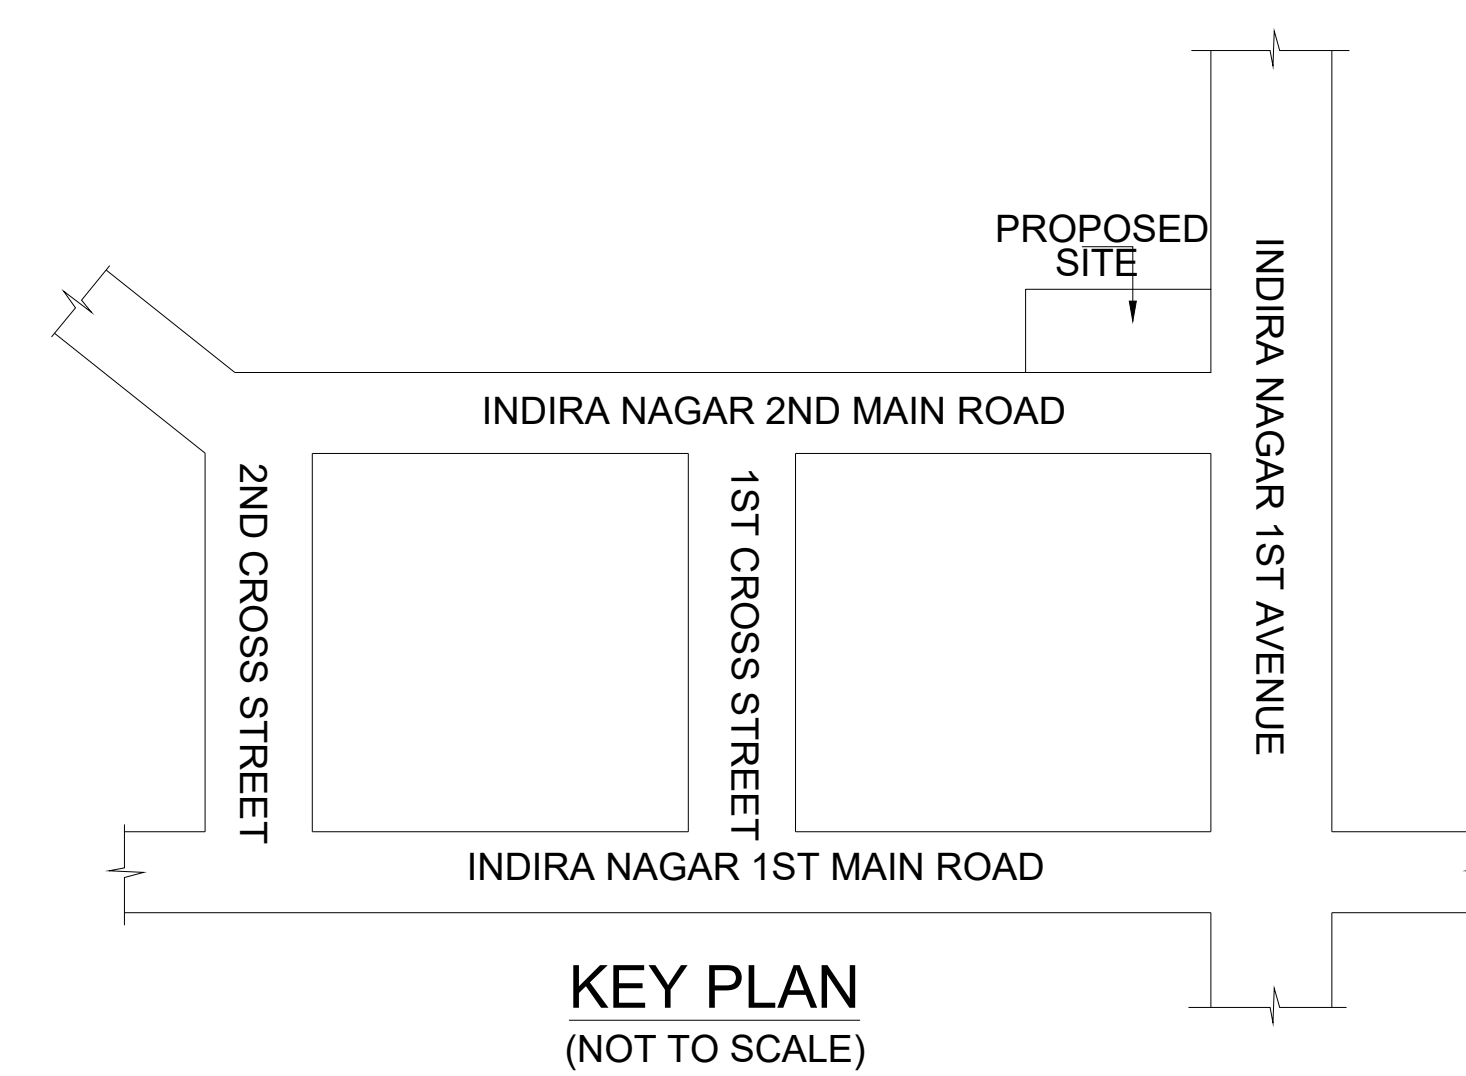 PROPOSED
SITE
INDIRA NAGAR 1ST AVENUE
INDIRA NAGAR 2ND MAIN ROAD
2ND CROSS STREET
1ST CROSS STREET
INDIRA NAGAR 1ST MAIN ROAD
KEY PLAN
(NOT TO SCALE)